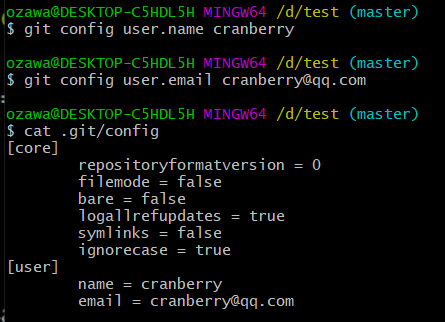 ozawa@DESKTOP-C5HDL5H MINGW64 /d/test (master)
$ git config user.name cranberry
ozawa@DESKTOP-C5HDL5H MINGW64 /d/test (master)
$ git config user.email cranberry@qq.com
ozawa@DESKTOP-C5HDL5H MINGW64 /d/test (master)
$ cat .git/config
[core]
        repositoryformatversion = 0
        filemode = false
        bare = false
        logallrefupdates = true
        symlinks = false
        ignorecase = true
[user]
        name = cranberry
        email = cranberry@qq.com